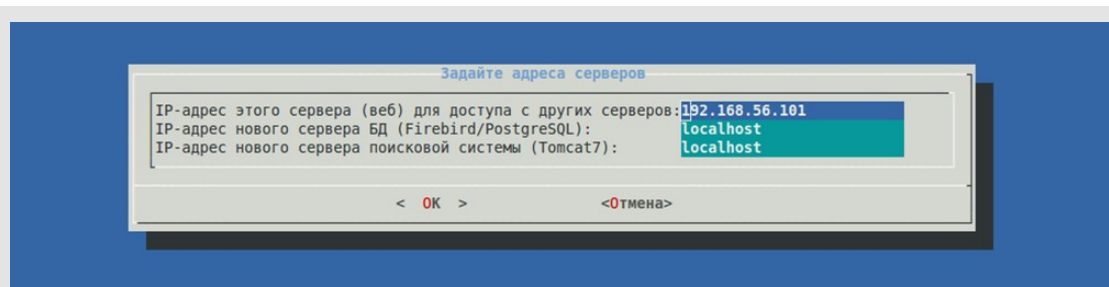 Задайте адреса серверов
IP-адрес этого сервера (веб) для доступа с других серверов:192.168.56.101
IP-адрес нового сервера БД (Firebird/PostgreSQL): localhost
IP-адрес нового сервера поисковой системы (Tomcat7): localhost
< OK > <Отмена>